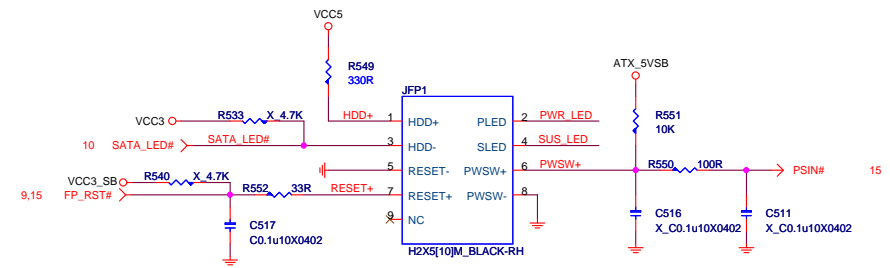 VCC5
R549
330R
ATX_5VSB
JFP1
R533 X_4.7K
VCC3
HDD+
1 HDD+ PLED 2 PWR_LED
R551
10K
10 SATA_LED# SATA_LED#
3 HDD- SLED 4 SUS_LED
5 RESET- PWSW+ 6 PWSW+
R550 100R
PSIN# 15
VCC3_SB
R540 X_4.7K
9,15 FP_RST#
R552 33R RESET+
7 RESET+ PWSW- 8
9 NC
C517
C0.1u10X0402
C516
X_C0.1u10X0402
C511
X_C0.1u10X0402
H2X5[10]M_BLACK-RH